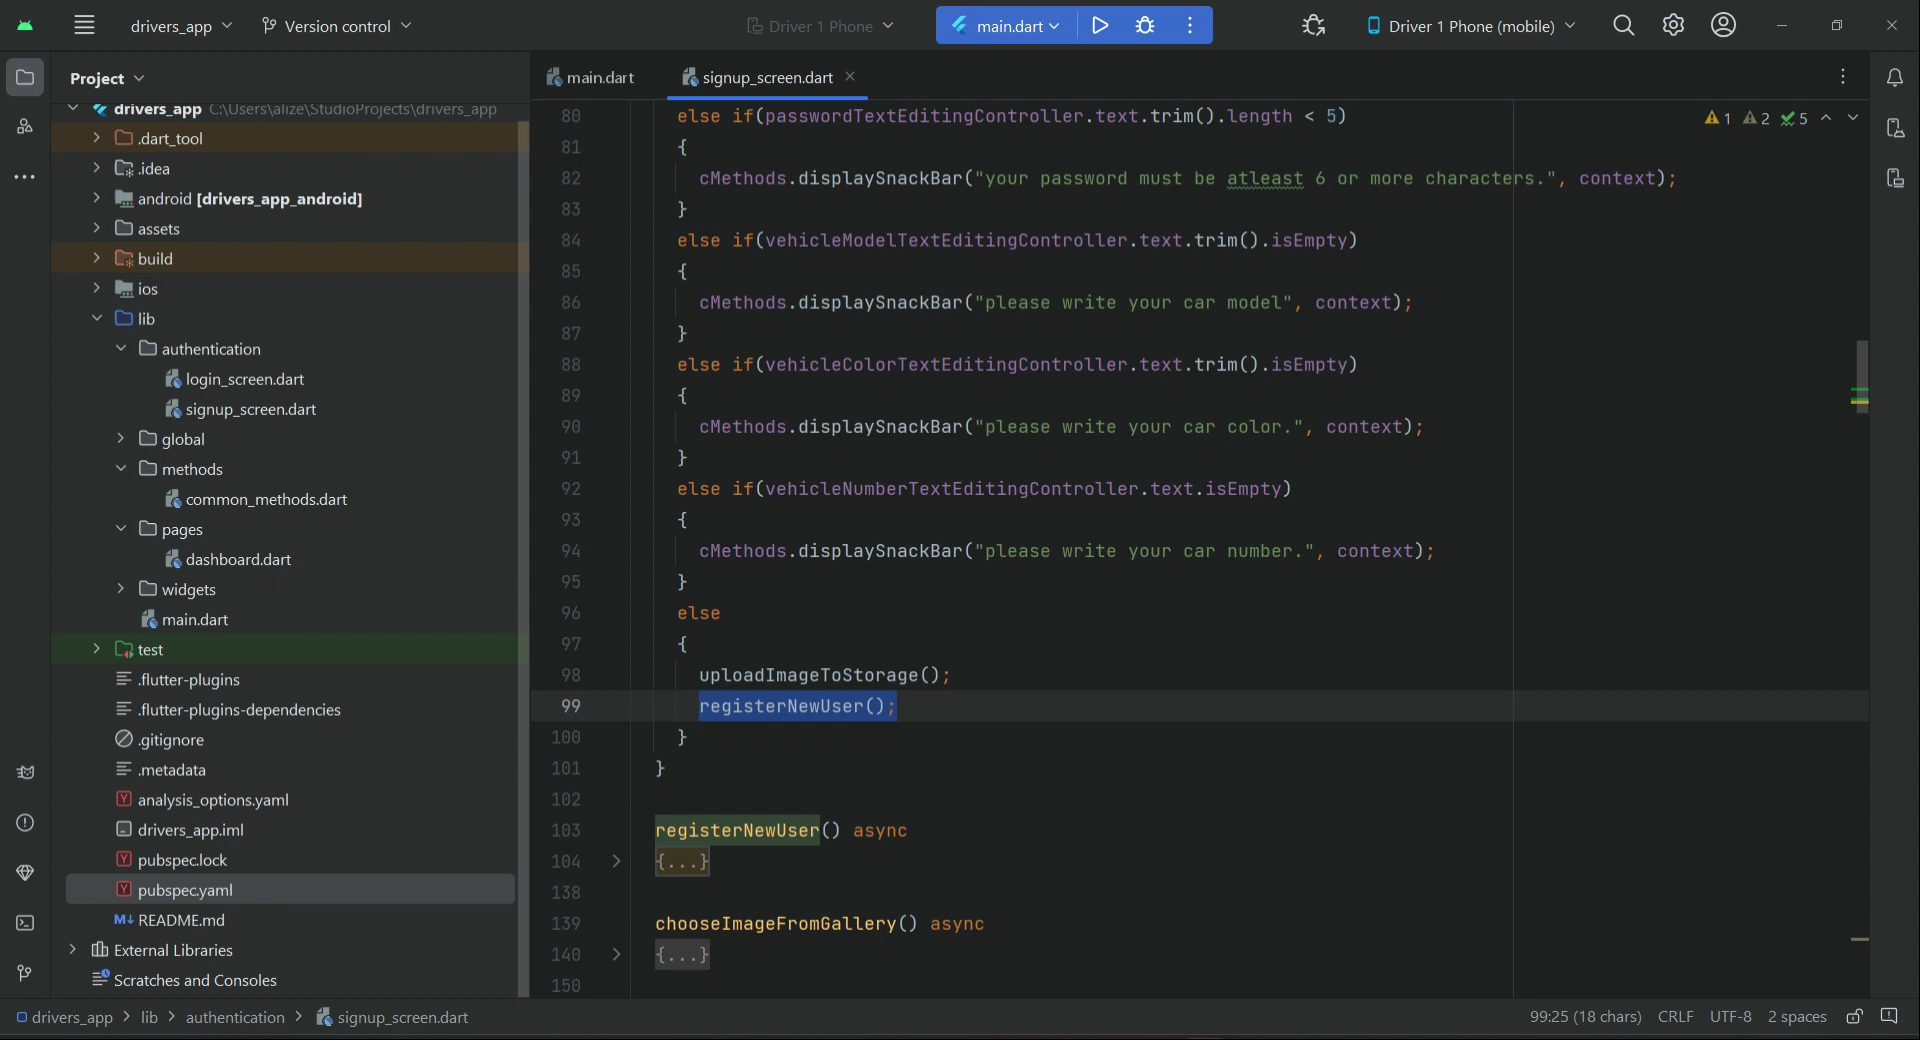 drivers_app
Version control
Driver 1 Phone
main.dart
Driver 1 Phone (mobile)
Project
main.dart
signup_screen.dart
drivers_app C:\Users\alize\StudioProjects\drivers_app
.dart_tool
.idea
android [drivers_app_android]
assets
build
ios
lib
authentication
login_screen.dart
signup_screen.dart
global
methods
common_methods.dart
pages
dashboard.dart
widgets
main.dart
test
.flutter-plugins
.flutter-plugins-dependencies
.gitignore
.metadata
analysis_options.yaml
drivers_app.iml
pubspec.lock
pubspec.yaml
M↓ README.md
External Libraries
Scratches and Consoles
1 2 5
80 else if(passwordTextEditingController.text.trim().length < 5)
81 {
82 cMethods.displaySnackBar("your password must be atleast 6 or more characters.", context);
83 }
84 else if(vehicleModelTextEditingController.text.trim().isEmpty)
85 {
86 cMethods.displaySnackBar("please write your car model", context);
87 }
88 else if(vehicleColorTextEditingController.text.trim().isEmpty)
89 {
90 cMethods.displaySnackBar("please write your car color.", context);
91 }
92 else if(vehicleNumberTextEditingController.text.isEmpty)
93 {
94 cMethods.displaySnackBar("please write your car number.", context);
95 }
96 else
97 {
98 uploadImageToStorage();
99 registerNewUser();
100 }
101 }
102
103 registerNewUser() async
104 {...}
138
139 chooseImageFromGallery() async
140 {...}
150
drivers_app > lib > authentication > signup_screen.dart
99:25 (18 chars) CRLF UTF-8 2 spaces